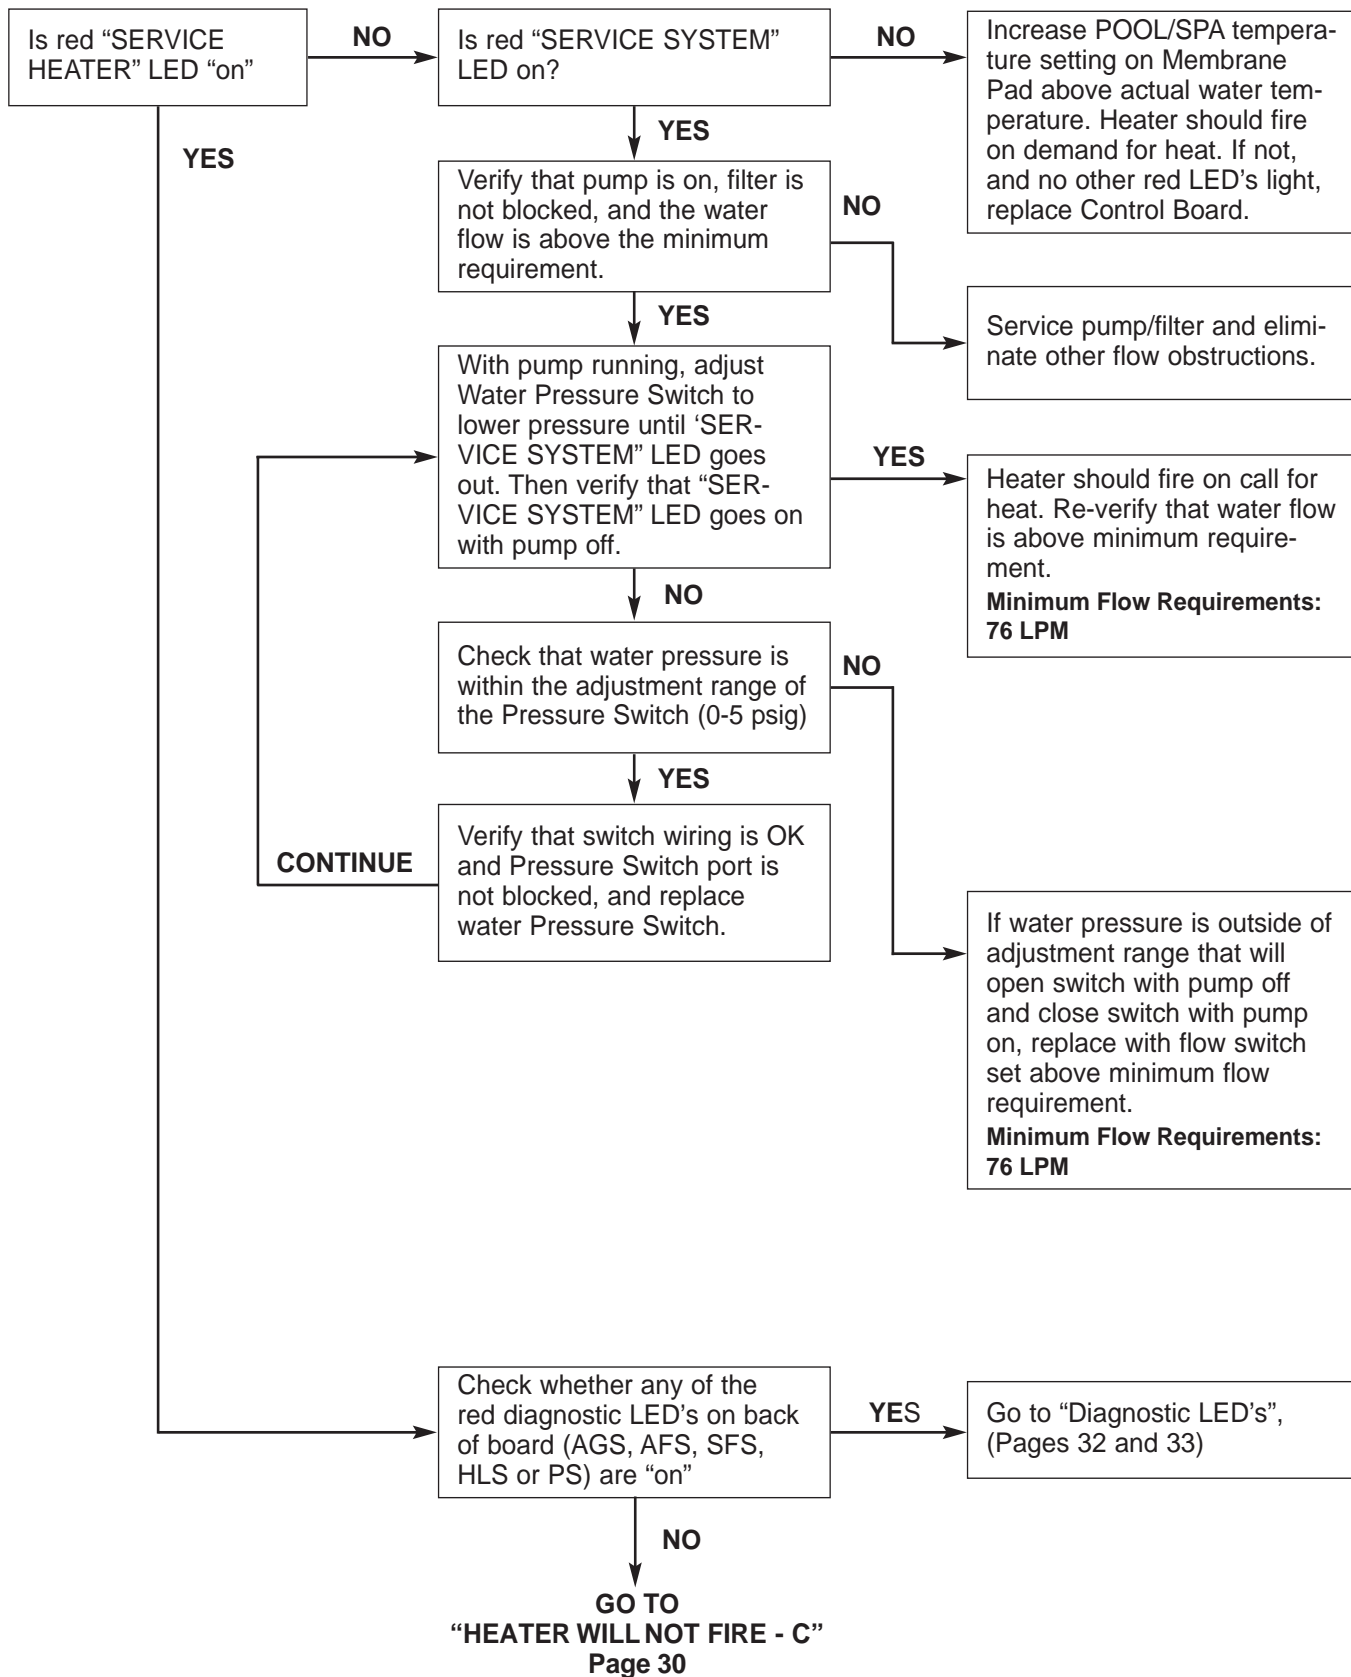 Is red “SERVICE
HEATER” LED “on”
NO
Is red “SERVICE SYSTEM”
LED on?
NO
Increase POOL/SPA tempera-
ture setting on Membrane
Pad above actual water tem-
perature. Heater should fire
on demand for heat. If not,
and no other red LED’s light,
replace Control Board.
YES
YES
Verify that pump is on, filter is
not blocked, and the water
flow is above the minimum
requirement.
NO
Service pump/filter and elimi-
nate other flow obstructions.
YES
With pump running, adjust
Water Pressure Switch to
lower pressure until ‘SER-
VICE SYSTEM” LED goes
out. Then verify that “SER-
VICE SYSTEM” LED goes on
with pump off.
YES
Heater should fire on call for
heat. Re-verify that water flow
is above minimum require-
ment.
Minimum Flow Requirements:
76 LPM
NO
Check that water pressure is
within the adjustment range of
the Pressure Switch (0-5 psig)
NO
YES
Verify that switch wiring is OK
and Pressure Switch port is
not blocked, and replace
water Pressure Switch.
CONTINUE
If water pressure is outside of
adjustment range that will
open switch with pump off
and close switch with pump
on, replace with flow switch
set above minimum flow
requirement.
Minimum Flow Requirements:
76 LPM
Check whether any of the
red diagnostic LED’s on back
of board (AGS, AFS, SFS,
HLS or PS) are “on”
YES
Go to “Diagnostic LED’s”,
(Pages 32 and 33)
NO
GO TO
“HEATER WILL NOT FIRE - C”
Page 30